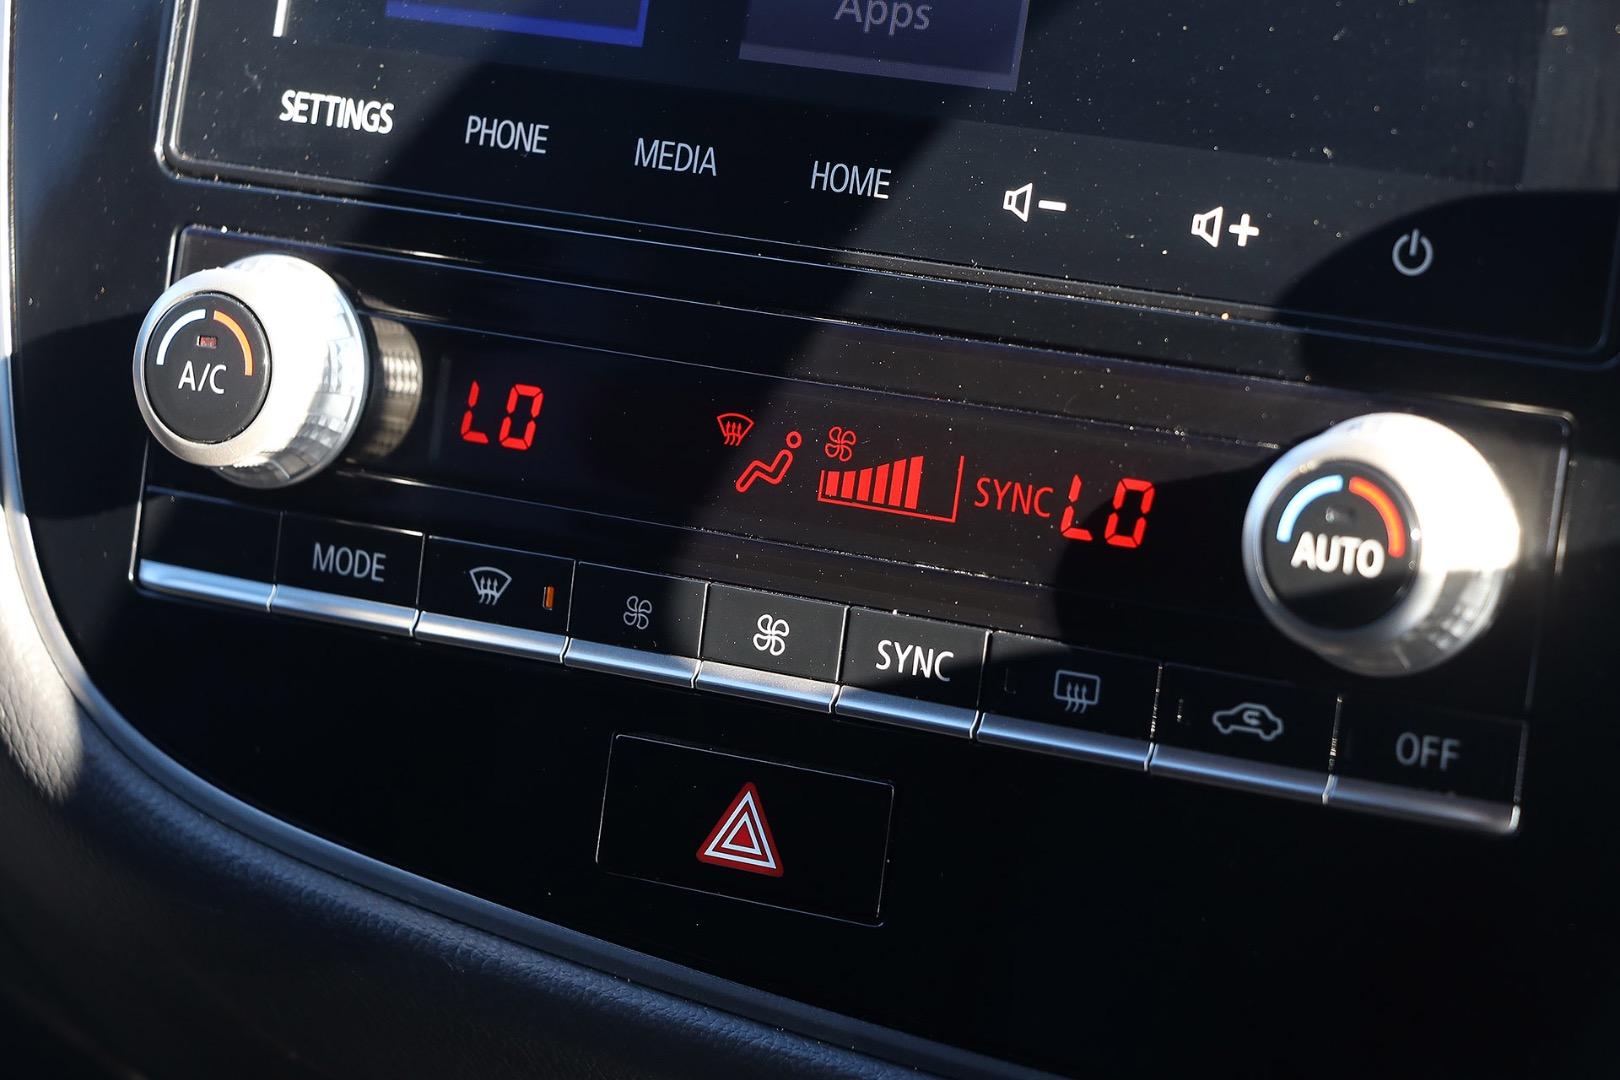 Apps
SETTINGS PHONE MEDIA HOME
A/C
LO
SYNC LO
AUTO
MODE
SYNC
OFF